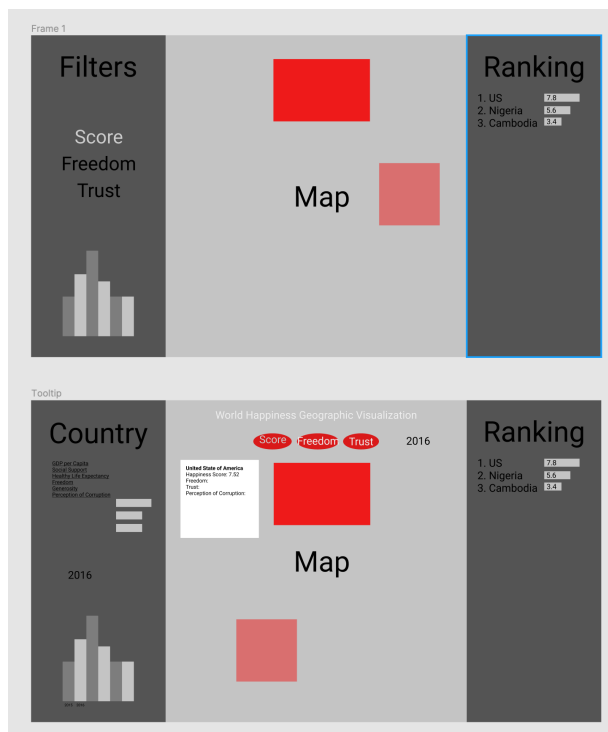 Frame 1
Filters
Score
Freedom
Trust
Map
Ranking
1. US 7.8
2. Nigeria 5.6
3. Cambodia 3.4
Tooltip
Country
GDP per Capita
Social Support
Healthy Life Expectancy
Freedom
Generosity
Perception of Corruption
2016
World Happiness Geographic Visualization
Score Freedom Trust 2016
United State of America
Happiness Score: 7.52
Freedom:
Trust:
Perception of Corruption:
Map
Ranking
1. US 7.8
2. Nigeria 5.6
3. Cambodia 3.4